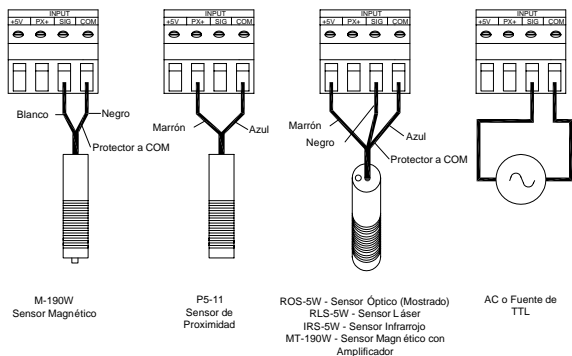 INPUT
+5V PX+ SIG COM
INPUT
+5V PX+ SIG COM
INPUT
+5V PX+ SIG COM
INPUT
+5V PX+ SIG COM
Blanco
Negro
Protector a COM
Marrón
Azul
Marrón
Negro
Azul
Protector a COM
M-190W
Sensor Magnético
P5-11
Sensor de
Proximidad
ROS-5W - Sensor Óptico (Mostrado)
RLS-5W - Sensor Láser
IRS-5W - Sensor Infrarrojo
MT-190W - Sensor Magnético con
Amplificador
AC o Fuente de
TTL